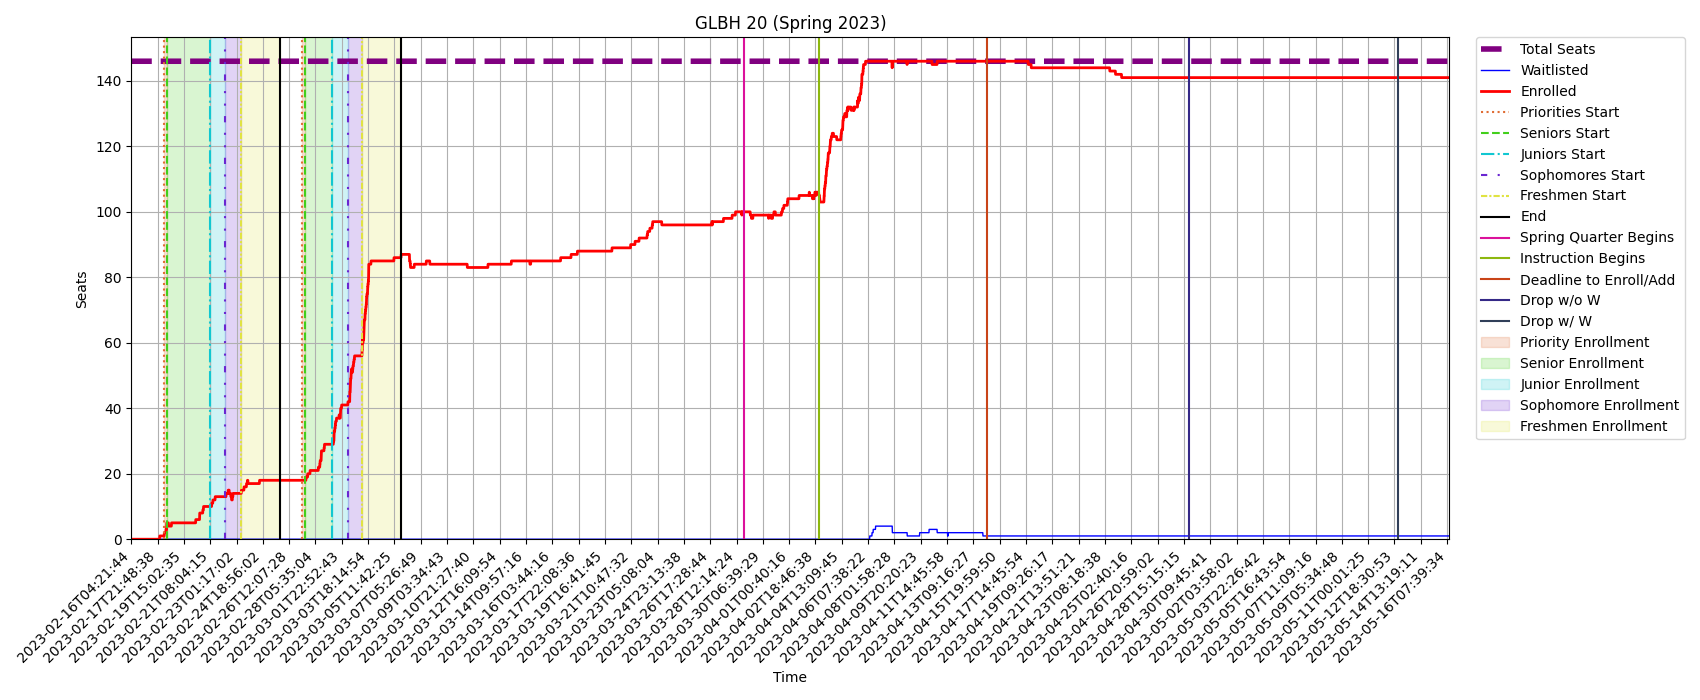 GLBH 20 (Spring 2023)
Seats
140
120
100
80
60
40
20
0
2023-02-16T04:21:44
2023-02-17T21:48:38
2023-02-19T15:02:35
2023-02-21T08:04:15
2023-02-23T01:17:02
2023-02-24T18:56:02
2023-02-26T12:07:28
2023-02-28T05:35:04
2023-03-01T22:52:43
2023-03-03T18:14:54
2023-03-05T11:42:25
2023-03-07T05:26:49
2023-03-09T03:34:43
2023-03-10T21:27:40
2023-03-12T16:09:54
2023-03-14T09:57:16
2023-03-16T03:44:16
2023-03-17T22:08:36
2023-03-19T16:41:45
2023-03-21T10:47:32
2023-03-23T05:08:04
2023-03-24T23:13:38
2023-03-26T17:28:44
2023-03-28T12:14:24
2023-03-30T06:39:29
2023-04-01T00:40:16
2023-04-02T18:46:38
2023-04-04T13:09:45
2023-04-06T07:38:22
2023-04-08T01:58:28
2023-04-09T20:20:23
2023-04-11T14:45:58
2023-04-13T09:16:27
2023-04-15T19:59:50
2023-04-17T14:45:54
2023-04-19T09:26:17
2023-04-21T13:51:21
2023-04-23T08:18:38
2023-04-25T02:40:16
2023-04-26T20:59:02
2023-04-28T15:15:15
2023-04-30T09:45:41
2023-05-02T03:58:02
2023-05-03T22:26:42
2023-05-05T16:43:54
2023-05-07T11:09:16
2023-05-09T05:34:48
2023-05-11T00:01:25
2023-05-12T18:30:53
2023-05-14T13:19:11
2023-05-16T07:39:34
Time
Total Seats
Waitlisted
Enrolled
Priorities Start
Seniors Start
Juniors Start
Sophomores Start
Freshmen Start
End
Spring Quarter Begins
Instruction Begins
Deadline to Enroll/Add
Drop w/o W
Drop w/ W
Priority Enrollment
Senior Enrollment
Junior Enrollment
Sophomore Enrollment
Freshmen Enrollment